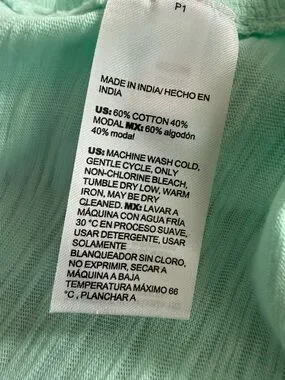 P1
MADE IN INDIA/ HECHO EN
INDIA
US: 60% COTTON 40%
MODAL MX: 60% algodón
40% modal
US: MACHINE WASH COLD,
GENTLE CYCLE, ONLY
NON-CHLORINE BLEACH,
TUMBLE DRY LOW, WARM
IRON, MAY BE DRY
CLEANED. MX: LAVAR A
MÁQUINA CON AGUA FRÍA
30 °C EN PROCESO SUAVE,
USAR DETERGENTE, USAR
SOLAMENTE
BLANQUEADOR SIN CLORO,
NO EXPRIMIR, SECAR A
MÁQUINA A BAJA
TEMPERATURA MÁXIMO 66
°C , PLANCHAR A